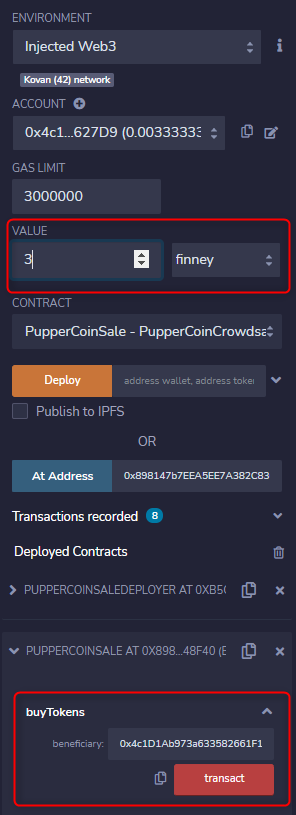 ENVIRONMENT
Injected Web3
Kovan (42) network
ACCOUNT
0x4c1...627D9 (0.00333333
GAS LIMIT
3000000
VALUE
3 finney
CONTRACT
PupperCoinSale - PupperCoinCrowdsa
Deploy address wallet, address token
Publish to IPFS
OR
At Address 0x898147b7EEA5EE7A382C83
Transactions recorded 8
Deployed Contracts
PUPPERCOINSALEDEPLOYER AT 0XB5C
PUPPERCOINSALE AT 0X898...48F40 (B
buyTokens
beneficiary: 0x4c1D1Ab973a633582661F1
transact